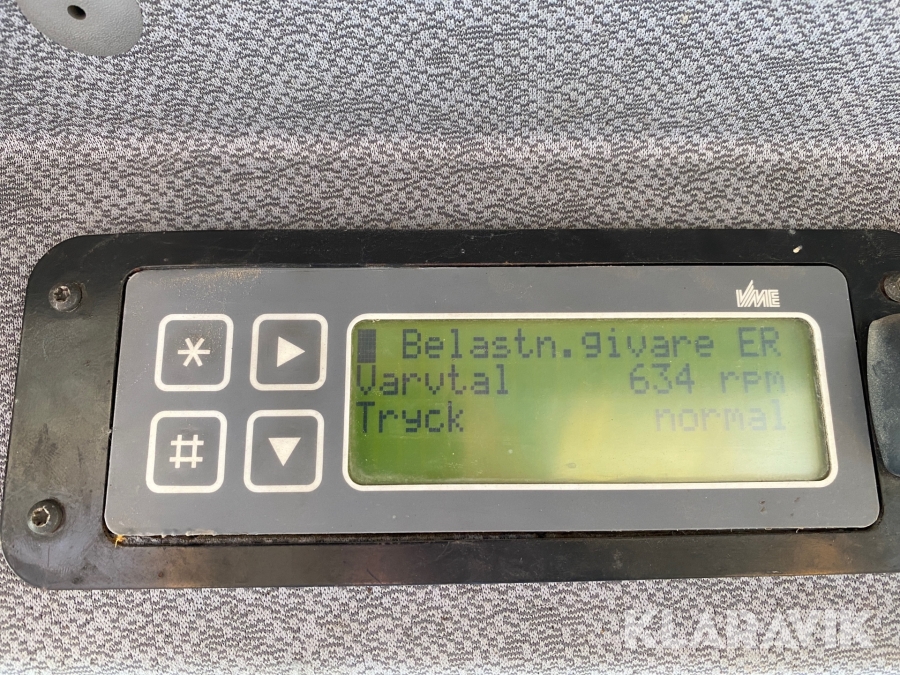 VME
* 
Belastn.givare ER
Varvtal 634 rpm
Tryck normal
#
KLARAVIK